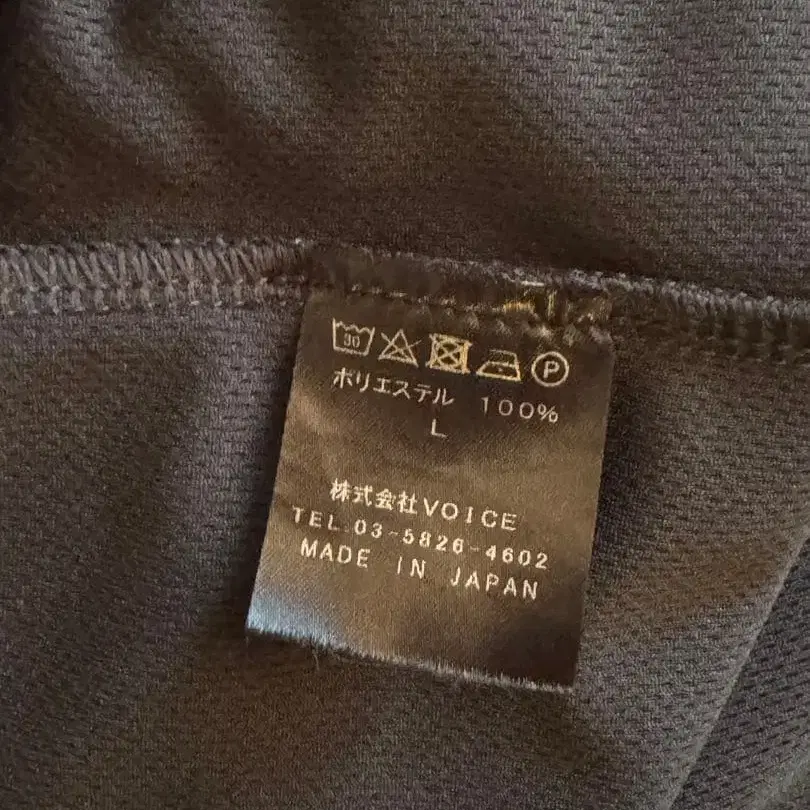 30 P
ポリエステル 100%
L
株式会社VOICE
TEL.03-5826-4602
MADE IN JAPAN